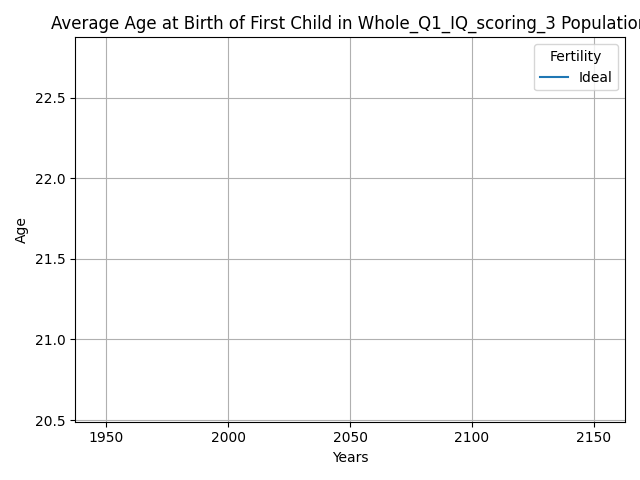 Average Age at Birth of First Child in Whole_Q1_IQ_scoring_3 Population
Fertility
Ideal
22.5
22.0
21.5
21.0
20.5
Age
1950 2000 2050 2100 2150
Years